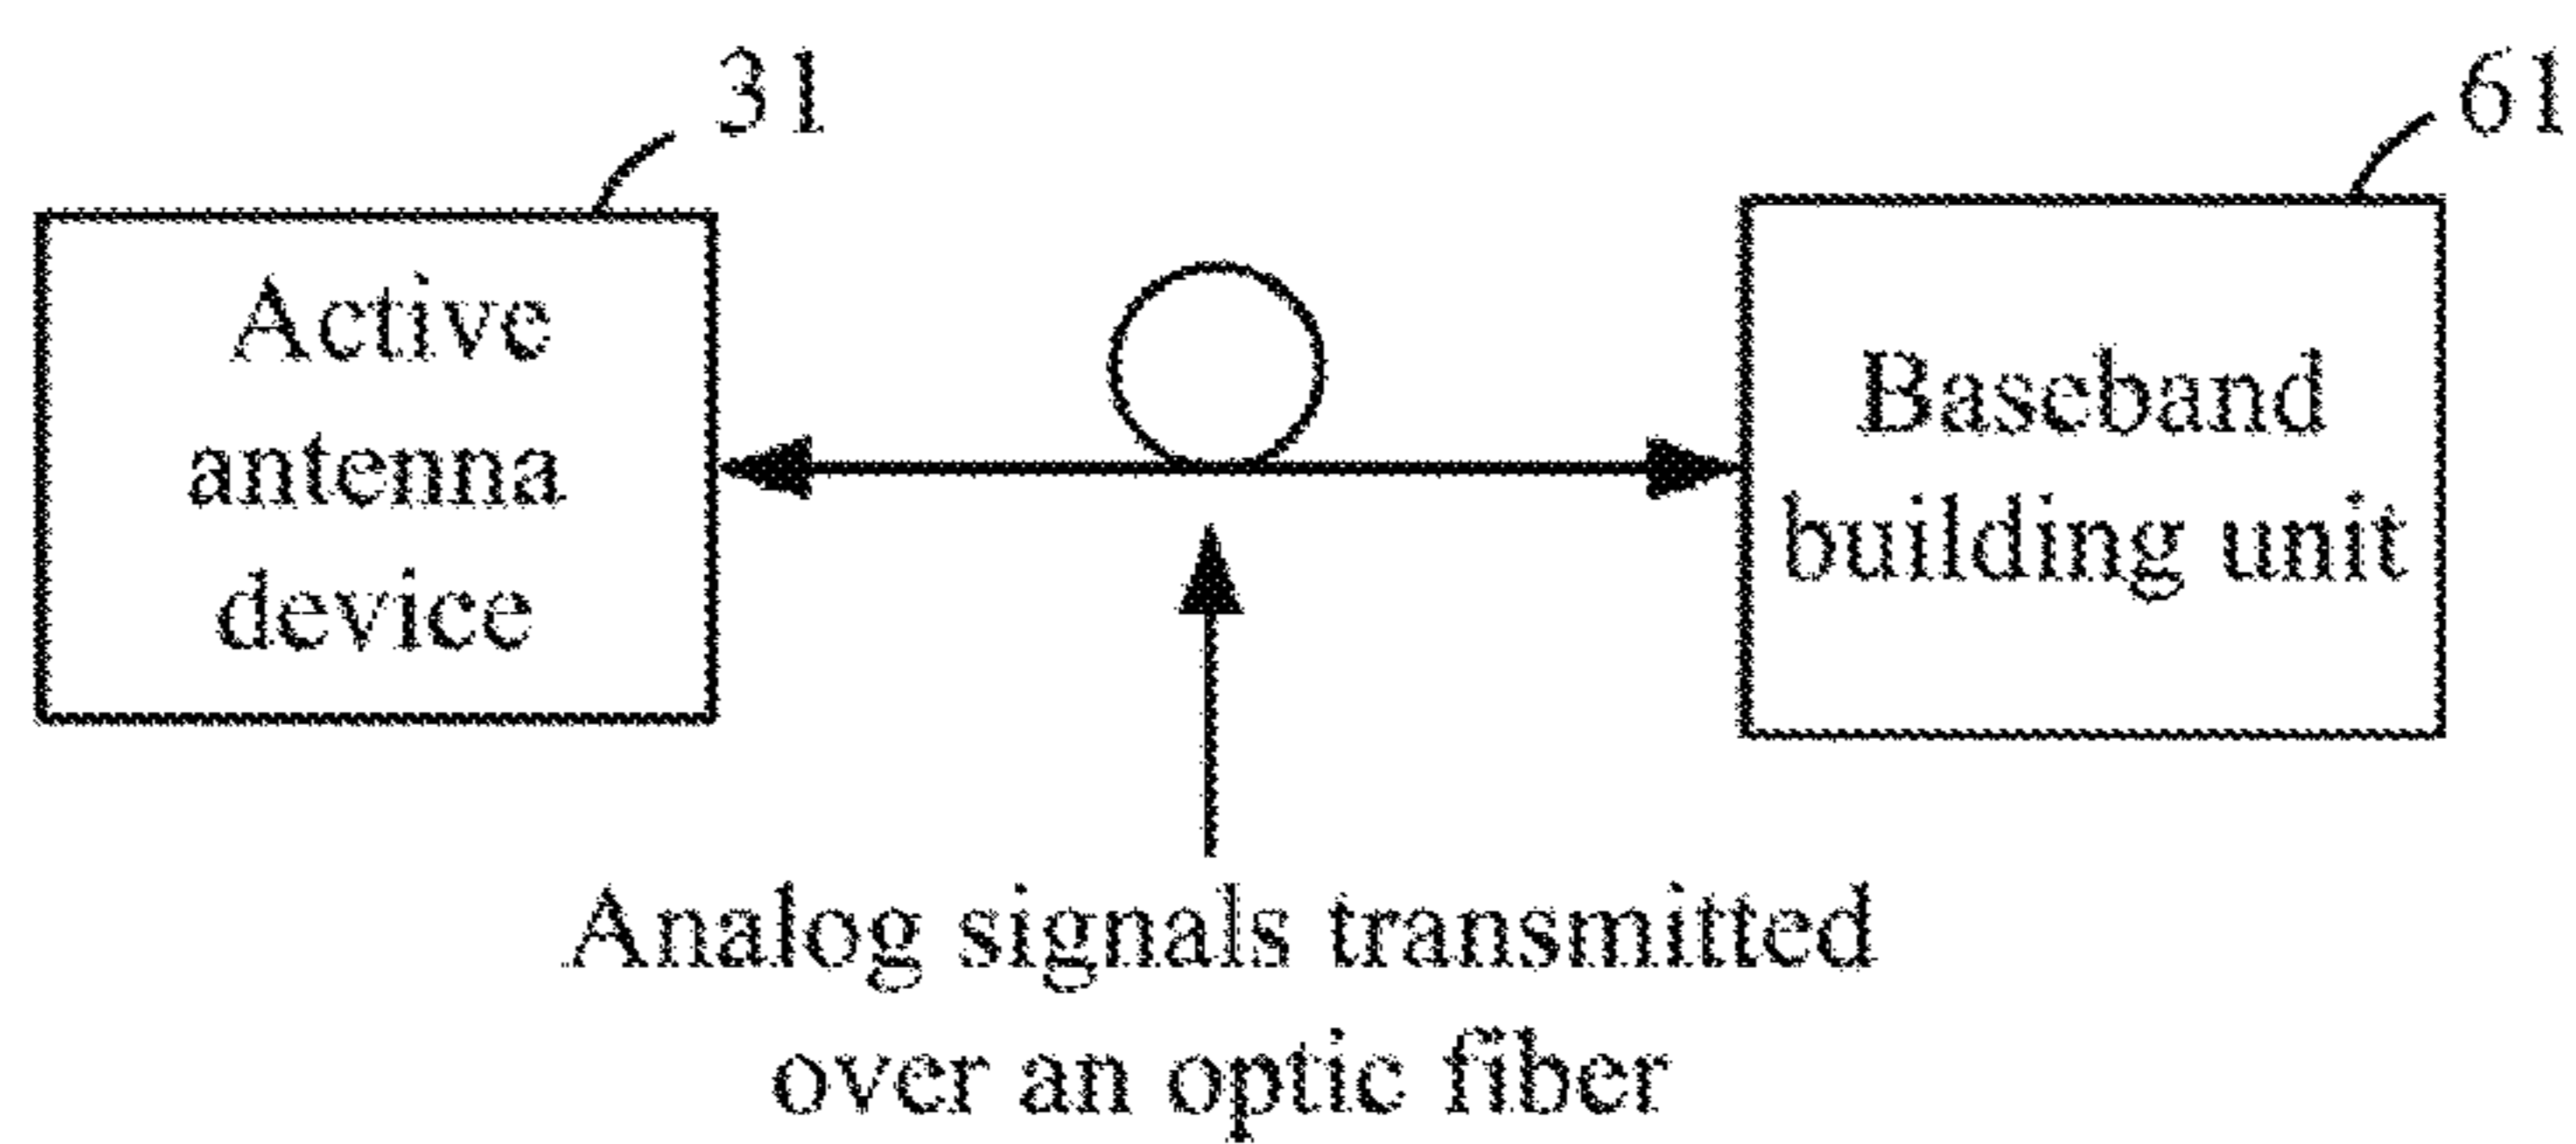 31
61
Active
antenna
device
Baseband
building unit
Analog signals transmitted
over an optic fiber